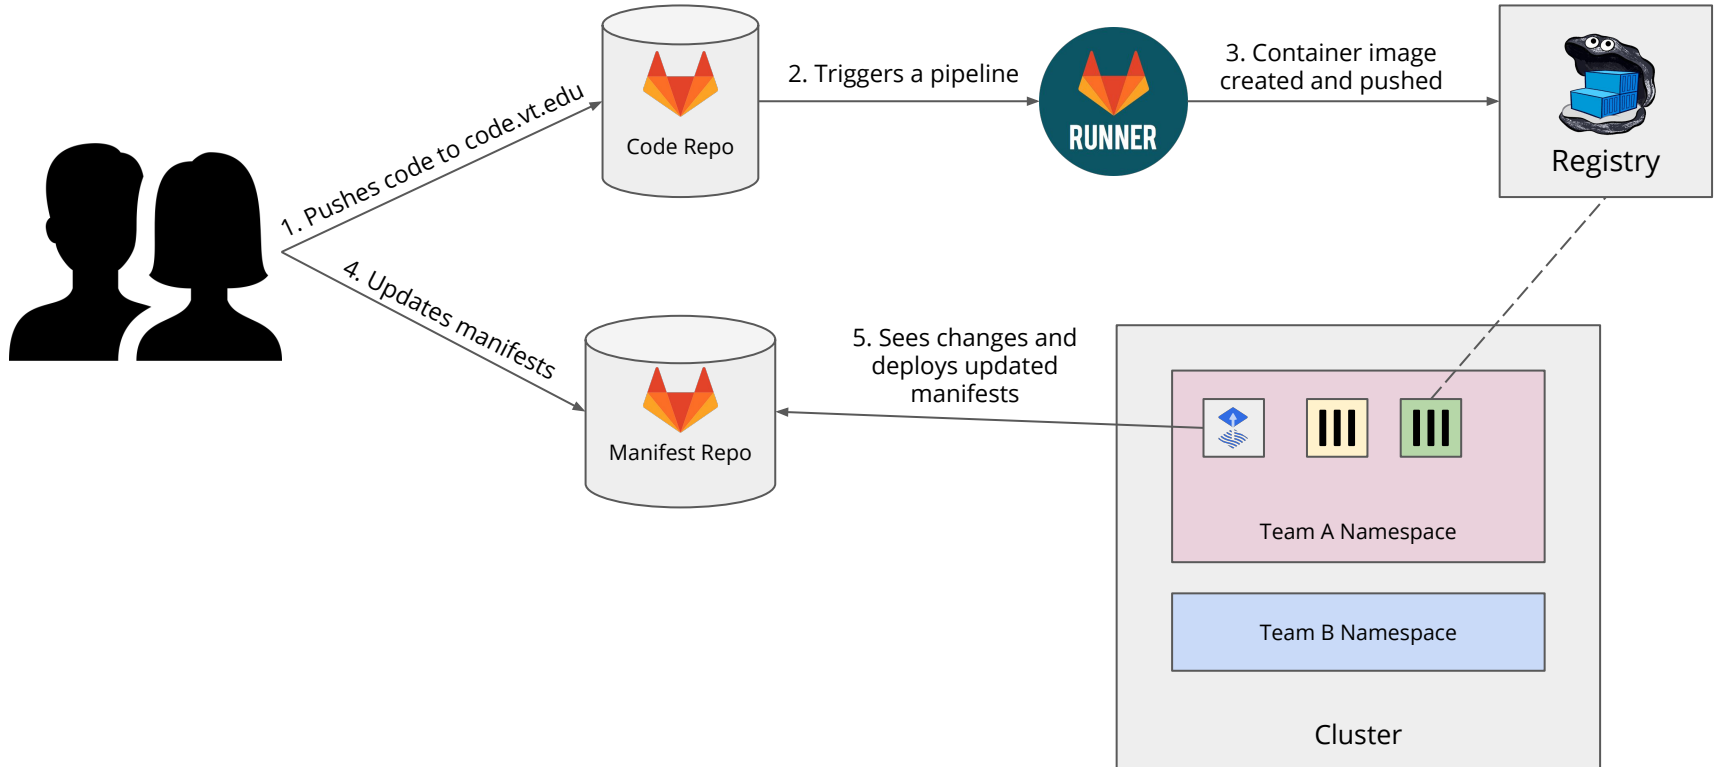 1. Pushes code to code.vt.edu
Code Repo
2. Triggers a pipeline
RUNNER
3. Container image
created and pushed
Registry
4. Updates manifests
Manifest Repo
5. Sees changes and
deploys updated
manifests
Team A Namespace
Team B Namespace
Cluster